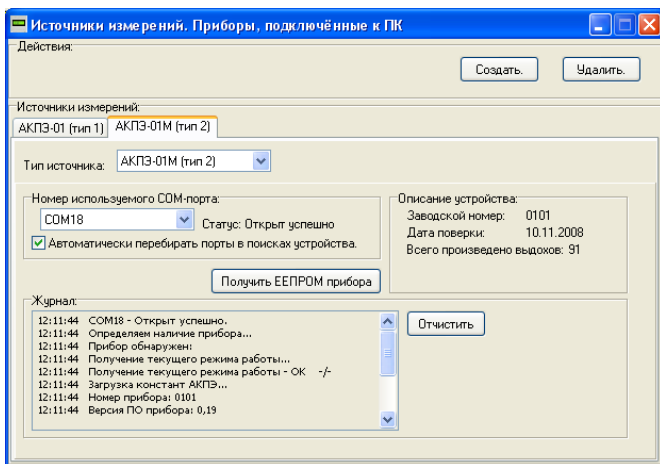 Источники измерений. Приборы, подключённые к ПК
Действия:
Создать.
Удалить.
Источники измерений:
АКПЭ-01 (тип 1)
АКПЭ-01М (тип 2)
Тип источника:
АКПЭ-01М (тип 2)
Номер используемого COM-порта:
COM18
Статус: Открыт успешно
Автоматически перебирать порты в поисках устройства.
Описание устройства:
Заводской номер: 0101
Дата поверки: 10.11.2008
Всего произведено выдохов: 91
Получить ЕЕПРОМ прибора
Журнал:
12:11:44 COM18 - Открыт успешно.
12:11:44 Определяем наличие прибора...
12:11:44 Прибор обнаружен:
12:11:44 Получение текущего режима работы...
12:11:44 Получение текущего режима работы - ОК -/-
12:11:44 Загрузка констант АКПЭ...
12:11:44 Номер прибора: 0101
12:11:44 Версия ПО прибора: 0,19
Отчистить